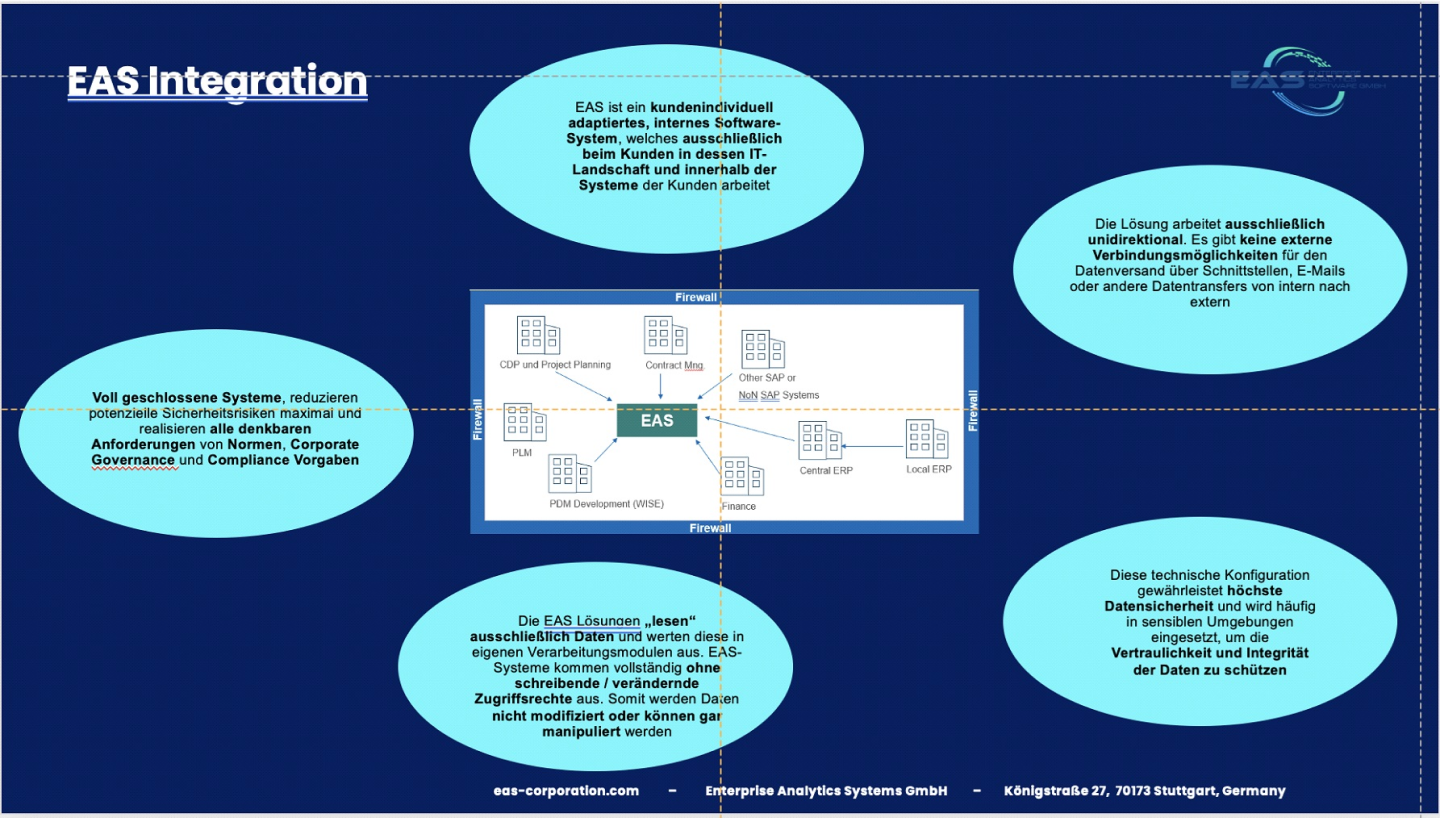 EAS Integration
EAS
EAS ist ein kundenindividuell
adaptiertes, internes Software-
System, welches ausschließlich
beim Kunden in dessen IT-
Landschaft und innerhalb der
Systeme der Kunden arbeitet
Die Lösung arbeitet ausschließlich
unidirektional. Es gibt keine externe
Verbindungsmöglichkeiten für den
Datenversand über Schnittstellen, E-Mails
oder andere Datentransfers von intern nach
extern
Voll geschlossene Systeme, reduzieren
potenzielle Sicherheitsrisiken maximal und
realisieren alle denkbaren
Anforderungen von Normen, Corporate
Governance und Compliance Vorgaben
Firewall
Firewall
Firewall
Firewall
CDP und Project Planning
Contract Mng.
Other SAP or
NoN SAP Systems
EAS
PLM
PDM Development (WISE)
Finance
Central ERP
Local ERP
Die EAS Lösungen „lesen“
ausschließlich Daten und werten diese in
eigenen Verarbeitungsmodulen aus. EAS-
Systeme kommen vollständig ohne
schreibende / verändernde
Zugriffsrechte aus. Somit werden Daten
nicht modifiziert oder können gar
manipuliert werden
Diese technische Konfiguration
gewährleistet höchste
Datensicherheit und wird häufig
in sensiblen Umgebungen
eingesetzt, um die
Vertraulichkeit und Integrität
der Daten zu schützen
eas-corporation.com – Enterprise Analytics Systems GmbH – Königstraße 27, 70173 Stuttgart, Germany